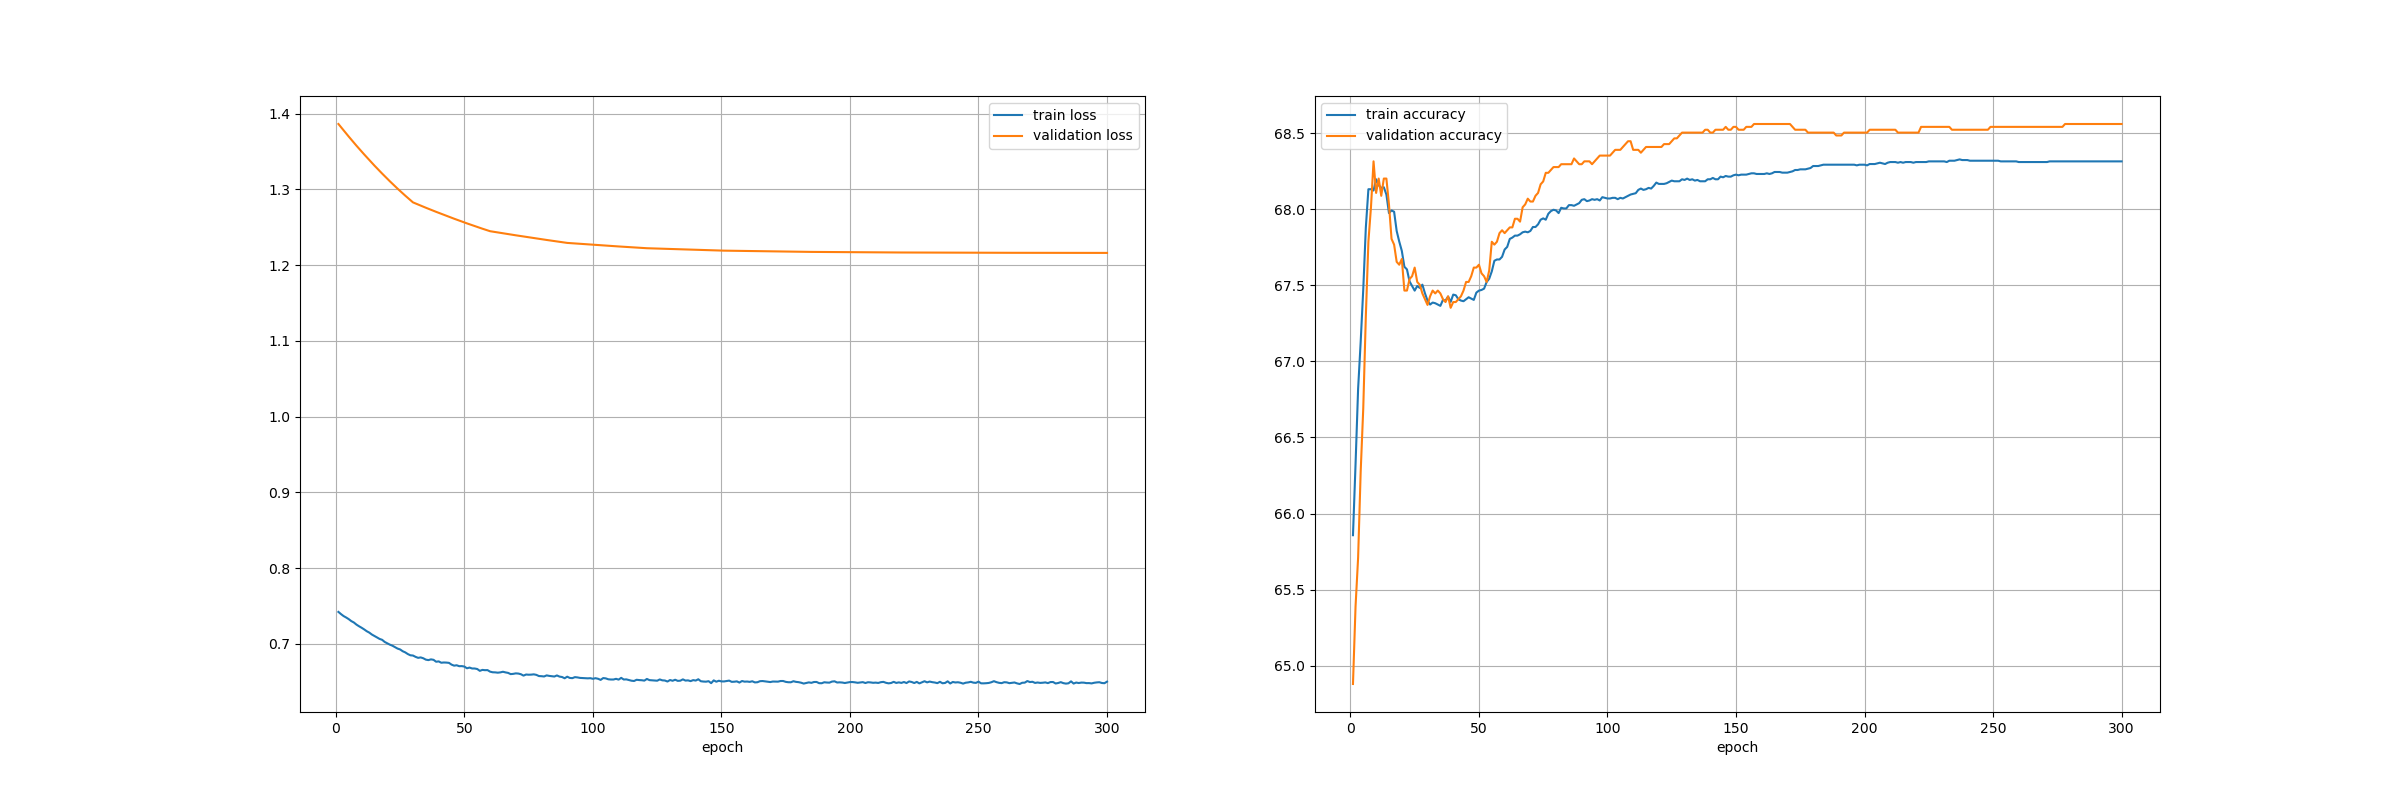 train loss
validation loss
1.4
1.3
1.2
1.1
1.0
0.9
0.8
0.7
0 50 100 150 200 250 300
epoch
train accuracy
validation accuracy
68.5
68.0
67.5
67.0
66.5
66.0
65.5
65.0
0 50 100 150 200 250 300
epoch